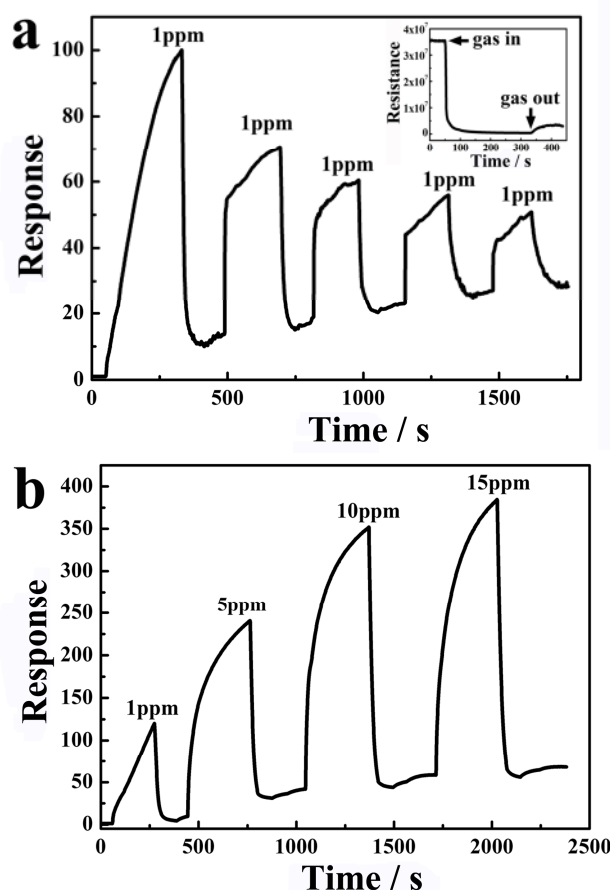 a
1ppm
1ppm
1ppm
1ppm
1ppm
Response
100
80
60
40
20
0
0 500 1000 1500
Time / s
Resistance
4x10⁷
3x10⁷
2x10⁷
1x10⁷
0
gas in
gas out
0 100 200 300 400
Time / s
b
1ppm
5ppm
10ppm
15ppm
Response
400
350
300
250
200
150
100
50
0
0 500 1000 1500 2000 2500
Time / s